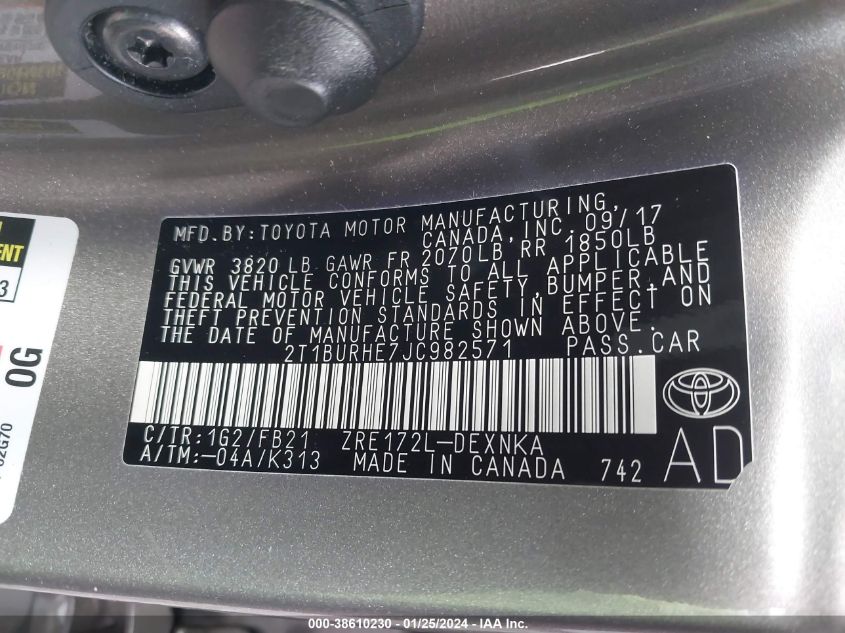 MFD. BY: TOYOTA MOTOR MANUFACTURING,
CANADA, INC. 09/17
GVWR 3820 LB GAWR FR 2070LB, RR 1850LB
THIS VEHICLE CONFORMS TO ALL APPLICABLE
FEDERAL MOTOR VEHICLE SAFETY, BUMPER, AND
THEFT PREVENTION STANDARDS IN EFFECT ON
THE DATE OF MANUFACTURE SHOWN ABOVE.
2T1BURHE7JC982571 PASS. CAR
C/TR: 1G2/FB21 ZRE172L-DEXNKA
A/TM: -04A/K313 MADE IN CANADA 742
AD
3
0G
02G70
000-38610230 - 01/25/2024 - IAA Inc.